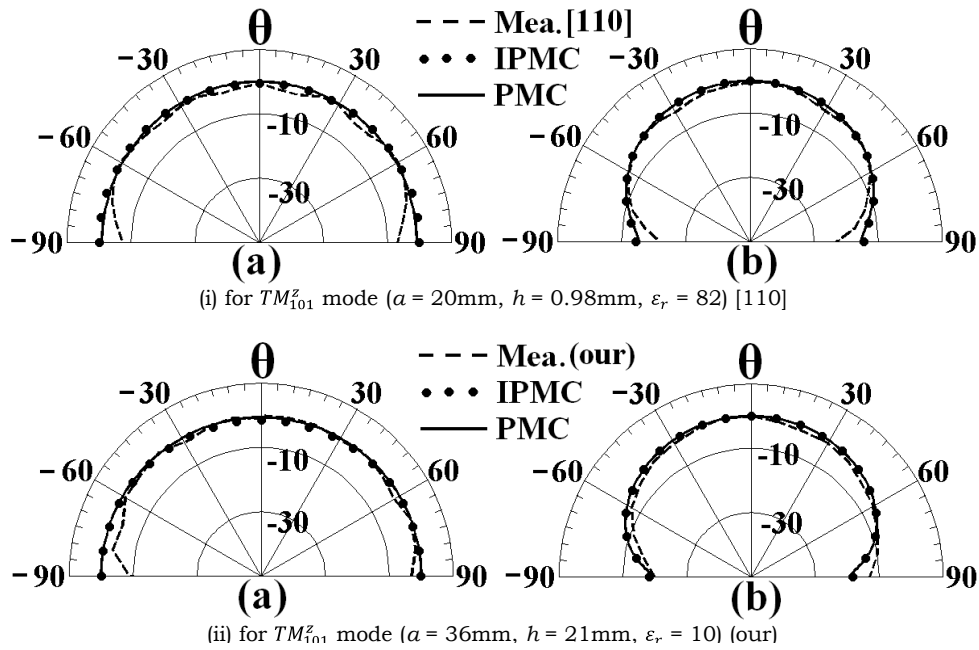 θ
– – – Mea.[110]
• • • IPMC
— PMC
−30 30 −30 30
−60 60 −60 60
-10 -10
-30 -30
−90 90 −90 90
(a) (b)
(i) for $TM^{z}_{101}$ mode (a = 20mm, h = 0.98mm, $ε_r$ = 82) [110]
θ θ
– – – Mea.(our)
• • • IPMC
— PMC
−30 30 −30 30
−60 60 −60 60
-10 -10
-30 -30
−90 90 −90 90
(a) (b)
(ii) for $TM^{z}_{101}$ mode (a = 36mm, h = 21mm, $ε_r$ = 10) (our)